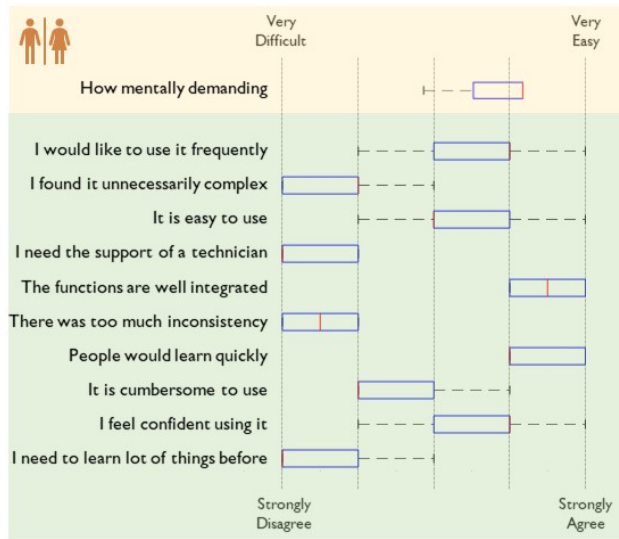 Very
Difficult
Very
Easy
How mentally demanding
I would like to use it frequently
I found it unnecessarily complex
It is easy to use
I need the support of a technician
The functions are well integrated
There was too much inconsistency
People would learn quickly
It is cumbersome to use
I feel confident using it
I need to learn lot of things before
Strongly
Disagree
Strongly
Agree